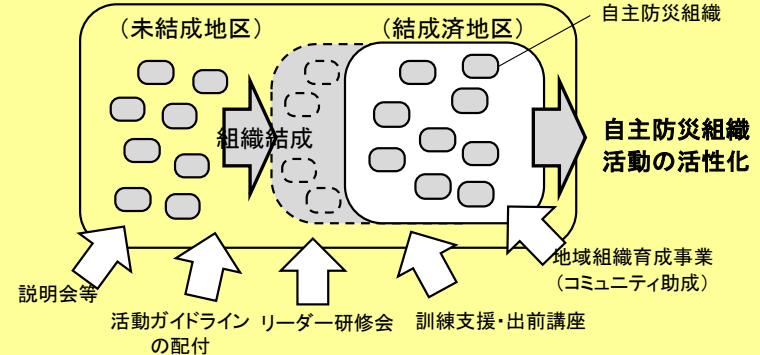 （未結成地区）
（結成済地区）
自主防災組織
組織結成
自主防災組織
活動の活性化
地域組織育成事業
（コミュニティ助成）
説明会等
活動ガイドライン
の配付
リーダー研修会
訓練支援・出前講座